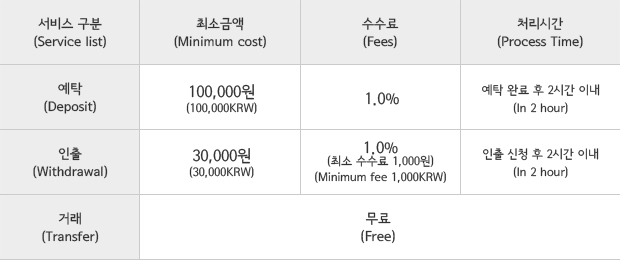 서비스 구분
(Service list)
최소금액
(Minimum cost)
수수료
(Fees)
처리시간
(Process Time)
예탁
(Deposit)
100,000원
(100,000KRW)
1.0%
예탁 완료 후 2시간 이내
(In 2 hour)
인출
(Withdrawal)
30,000원
(30,000KRW)
1.0%
(최소 수수료 1,000원)
(Minimum fee 1,000KRW)
인출 신청 후 2시간 이내
(In 2 hour)
거래
(Transfer)
무료
(Free)